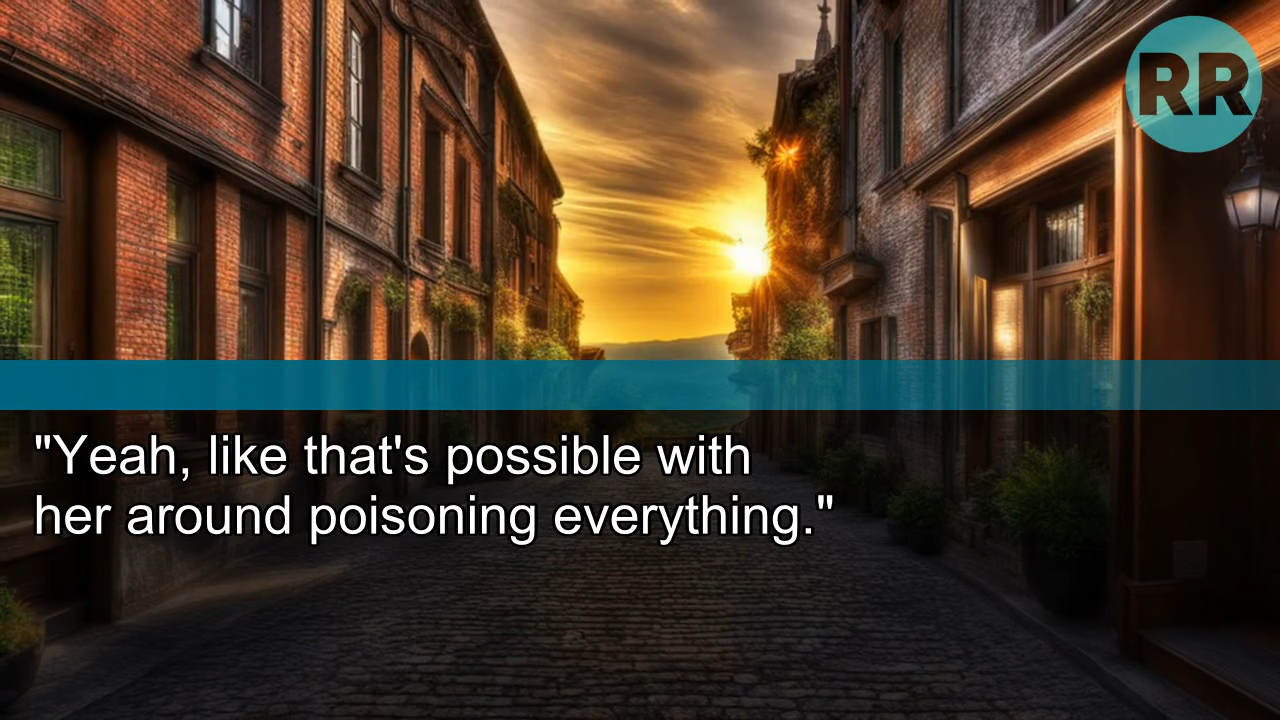 RR
"Yeah, like that's possible with
her around poisoning everything."